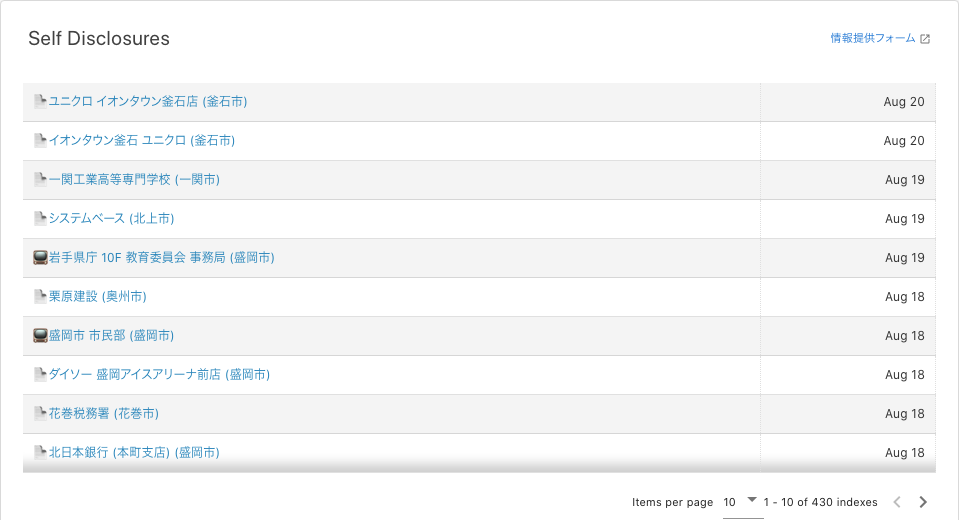 Self Disclosures
情報提供フォーム
ユニクロ イオンタウン釜石店 (釜石市) Aug 20
イオンタウン釜石 ユニクロ (釜石市) Aug 20
一関工業高等専門学校 (一関市) Aug 19
システムベース (北上市) Aug 19
岩手県庁 10F 教育委員会 事務局 (盛岡市) Aug 19
栗原建設 (奥州市) Aug 18
盛岡市 市民部 (盛岡市) Aug 18
ダイソー 盛岡アイスアリーナ前店 (盛岡市) Aug 18
花巻税務署 (花巻市) Aug 18
北日本銀行 (本町支店) (盛岡市) Aug 18
Items per page 10 1 - 10 of 430 indexes